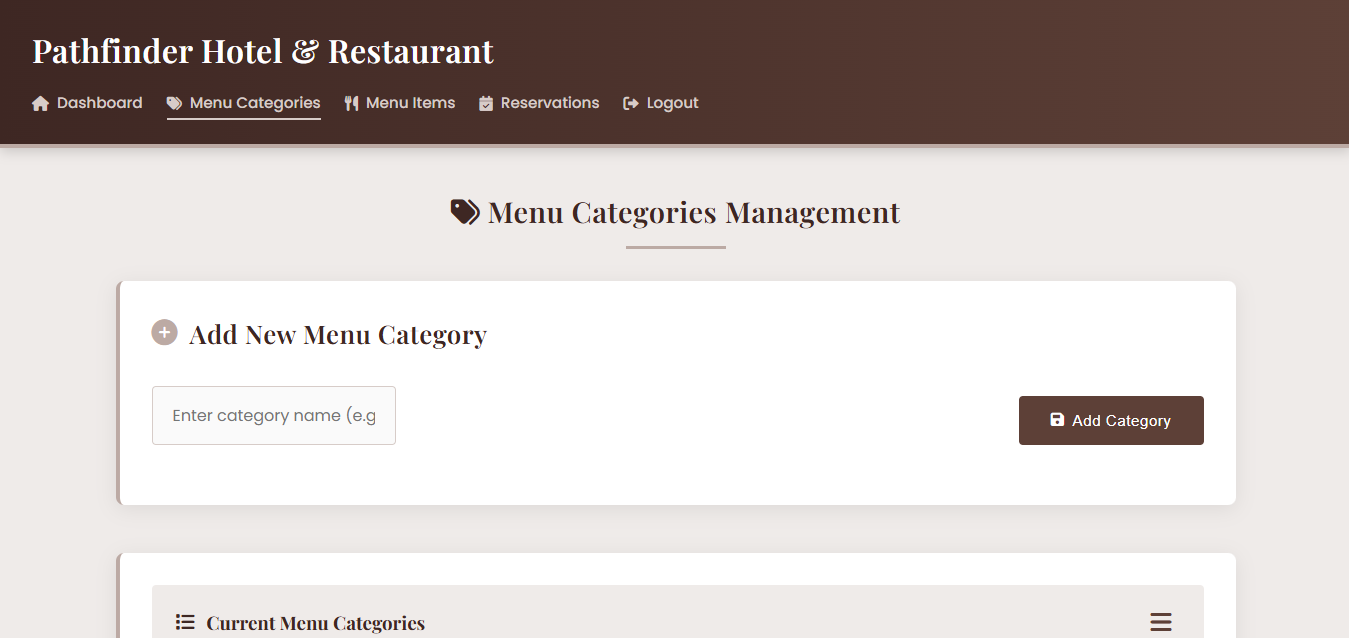 Pathfinder Hotel & Restaurant
Dashboard Menu Categories Menu Items Reservations Logout
Menu Categories Management
Add New Menu Category
Enter category name (e.g
Add Category
Current Menu Categories